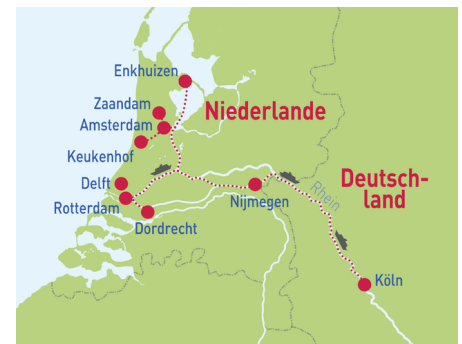 Enkhuizen
Zaandam
Niederlande
Amsterdam
Keukenhof
Delft
Deutsch-
land
Rhein
Rotterdam
Nijmegen
Dordrecht
Köln